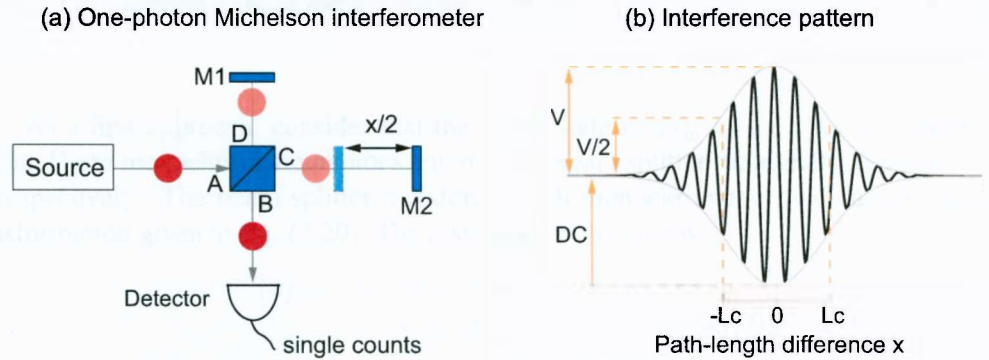 (a) One-photon Michelson interferometer
M1
D
x/2
C
Source
A
B
M2
Detector
single counts
(b) Interference pattern
V
V/2
DC
-Lc 0 Lc
Path-length difference x